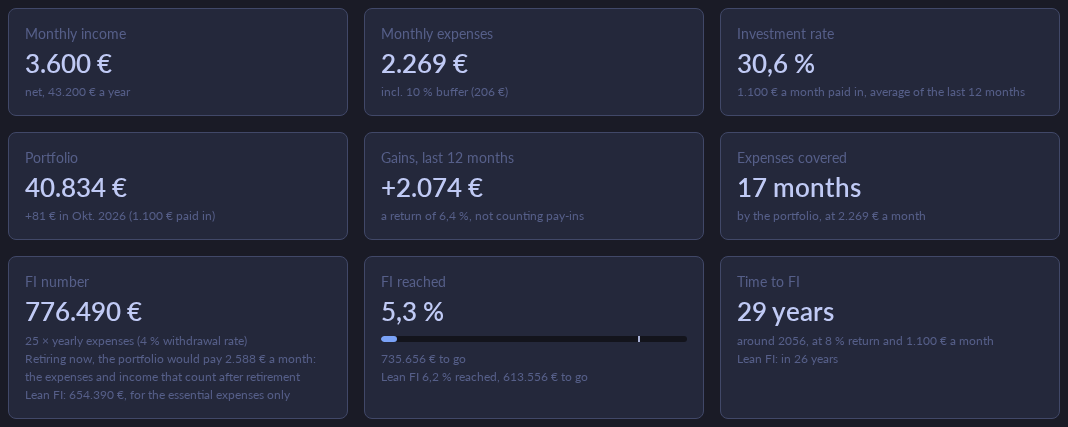 Monthly income
3.600 €
net, 43.200 € a year
Monthly expenses
2.269 €
incl. 10 % buffer (206 €)
Investment rate
30,6 %
1.100 € a month paid in, average of the last 12 months
Portfolio
40.834 €
+81 € in Okt. 2026 (1.100 € paid in)
Gains, last 12 months
+2.074 €
a return of 6,4 %, not counting pay-ins
Expenses covered
17 months
by the portfolio, at 2.269 € a month
FI number
776.490 €
25 × yearly expenses (4 % withdrawal rate)
Retiring now, the portfolio would pay 2.588 € a month:
the expenses and income that count after retirement
Lean FI: 654.390 €, for the essential expenses only
FI reached
5,3 %
735.656 € to go
Lean FI 6,2 % reached, 613.556 € to go
Time to FI
29 years
around 2056, at 8 % return and 1.100 € a month
Lean FI: in 26 years